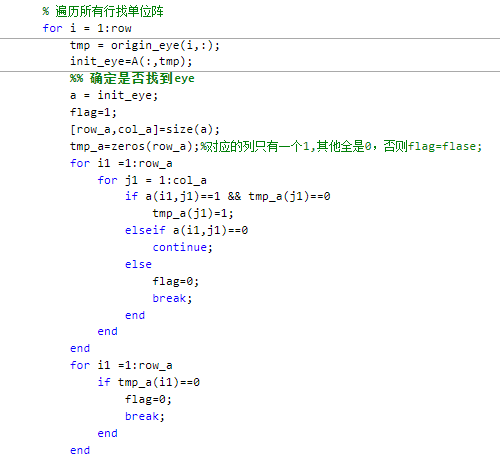 % 遍历所有行找单位阵
for i = 1:row
    tmp = origin_eye(i,:);
    init_eye=A(:,tmp);
    %% 确定是否找到eye
    a = init_eye;
    flag=1;
    [row_a,col_a]=size(a);
    tmp_a=zeros(row_a);%对应的列只有一个1,其他全是0，否则flag=flase;
    for i1 =1:row_a
        for j1 = 1:col_a
            if a(i1,j1)==1 && tmp_a(j1)==0
                tmp_a(j1)=1;
            elseif a(i1,j1)==0
                continue;
            else
                flag=0;
                break;
            end
        end
    end
    for i1 =1:row_a
        if tmp_a(i1)==0
            flag=0;
            break;
        end
    end